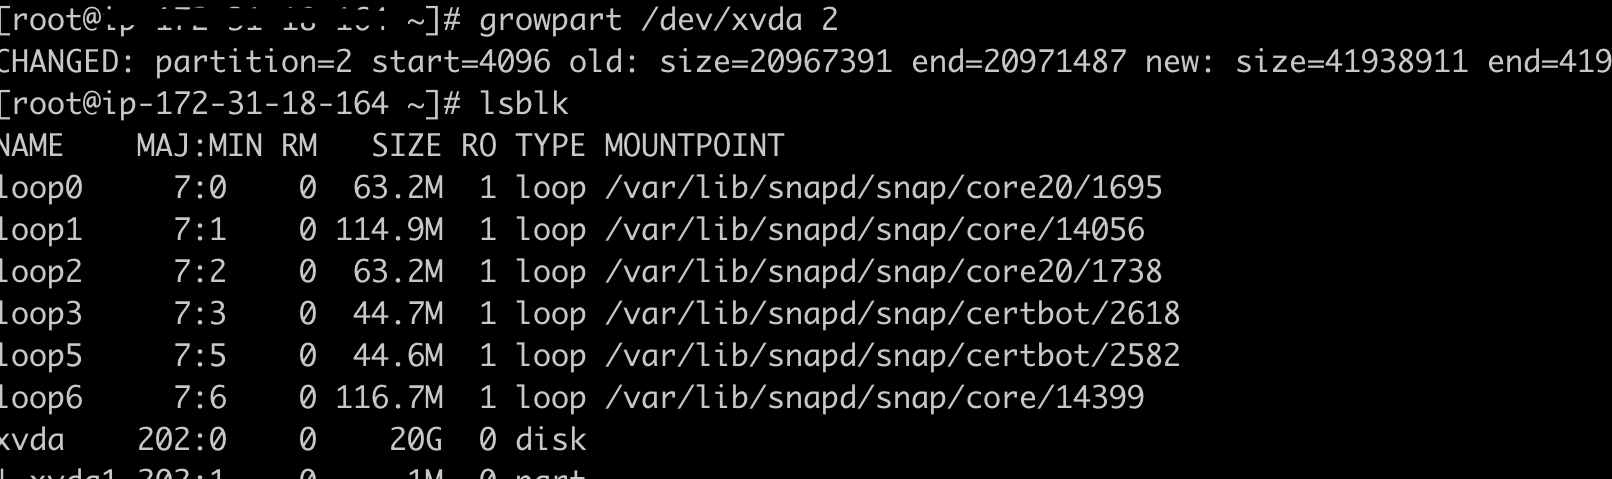 [root@ip-172-31-18-164 ~]# growpart /dev/xvda 2
CHANGED: partition=2 start=4096 old: size=20967391 end=20971487 new: size=41938911 end=419
[root@ip-172-31-18-164 ~]# lsblk
NAME    MAJ:MIN RM   SIZE RO TYPE MOUNTPOINT
loop0     7:0    0  63.2M  1 loop /var/lib/snapd/snap/core20/1695
loop1     7:1    0 114.9M  1 loop /var/lib/snapd/snap/core/14056
loop2     7:2    0  63.2M  1 loop /var/lib/snapd/snap/core20/1738
loop3     7:3    0  44.7M  1 loop /var/lib/snapd/snap/certbot/2618
loop5     7:5    0  44.6M  1 loop /var/lib/snapd/snap/certbot/2582
loop6     7:6    0 116.7M  1 loop /var/lib/snapd/snap/core/14399
xvda    202:0    0    20G  0 disk
xvda1 202:1    0     1M  0 part